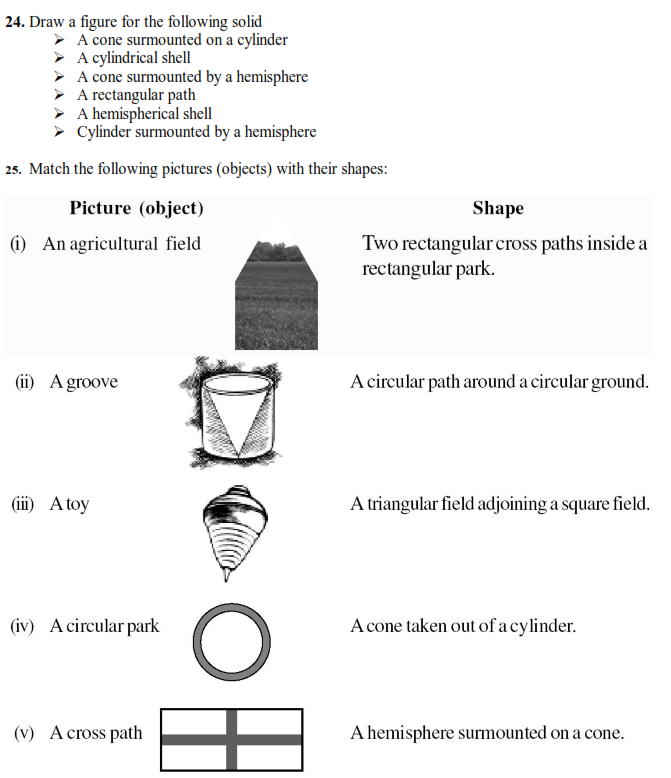 24. Draw a figure for the following solid
➢ A cone surmounted on a cylinder
➢ A cylindrical shell
➢ A cone surmounted by a hemisphere
➢ A rectangular path
➢ A hemispherical shell
➢ Cylinder surmounted by a hemisphere
25. Match the following pictures (objects) with their shapes:
Picture (object) Shape
(i) An agricultural field Two rectangular cross paths inside a
rectangular park.
(ii) A groove A circular path around a circular ground.
(iii) A toy A triangular field adjoining a square field.
(iv) A circular park A cone taken out of a cylinder.
(v) A cross path A hemisphere surmounted on a cone.